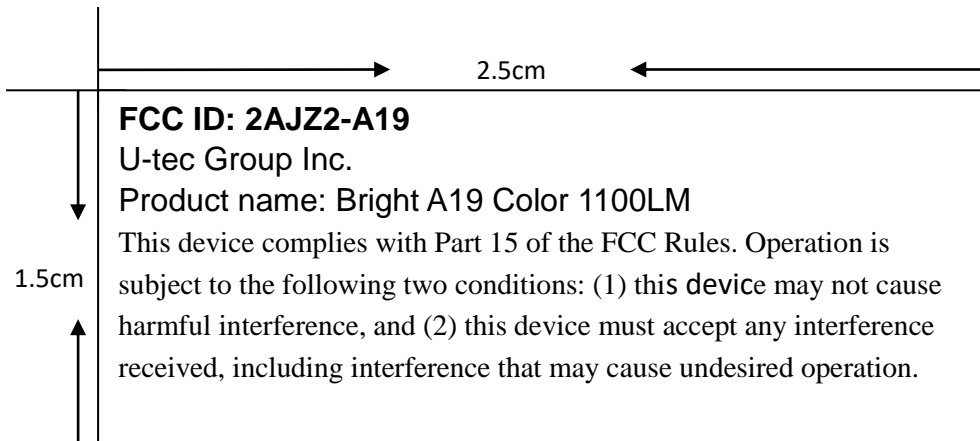 2.5cm
FCC ID: 2AJZ2-A19
U-tec Group Inc.
Product name: Bright A19 Color 1100LM
This device complies with Part 15 of the FCC Rules. Operation is
1.5cm
subject to the following two conditions: (1) this device may not cause
harmful interference, and (2) this device must accept any interference
received, including interference that may cause undesired operation.